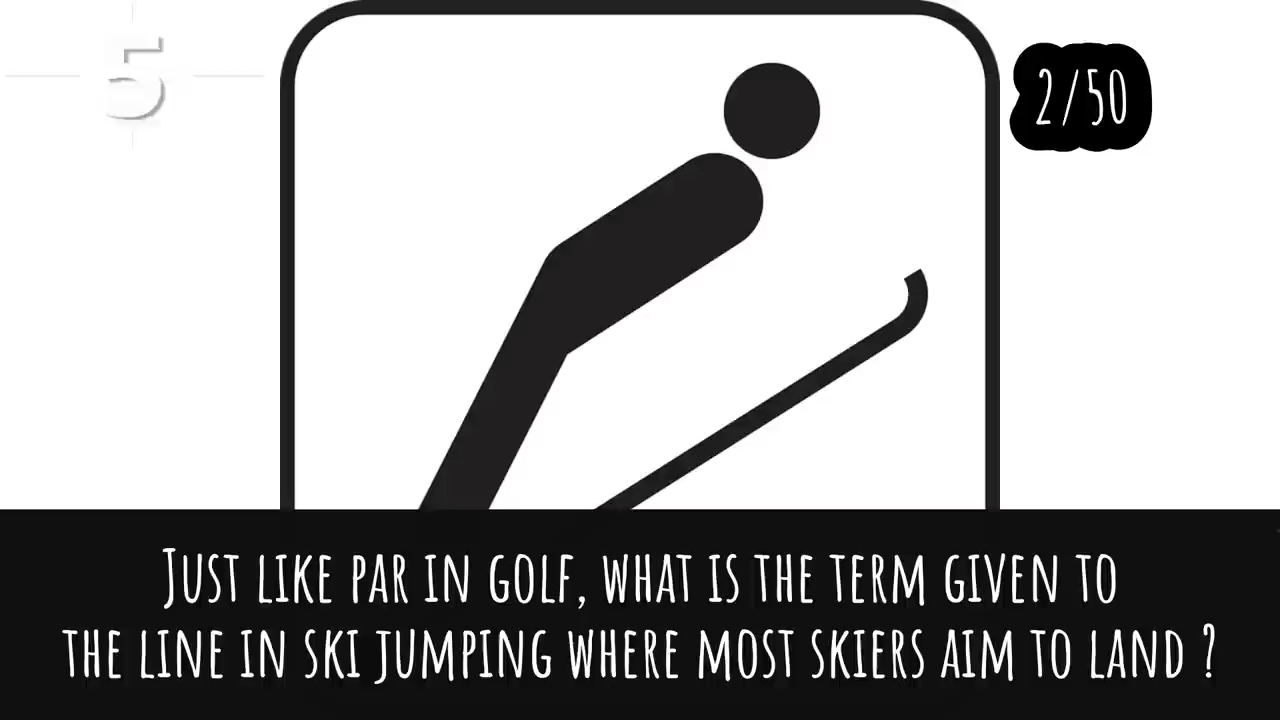 5
2/50
Just like par in golf, what is the term given to
the line in ski jumping where most skiers aim to land ?